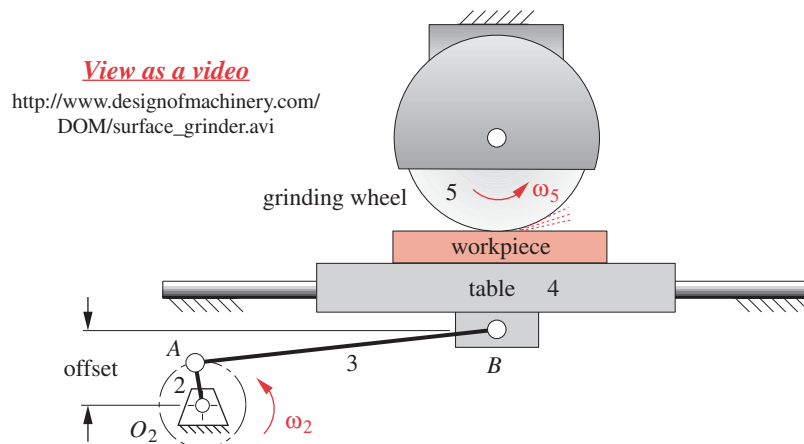 View as a video
http://www.designofmachinery.com/
DOM/surface_grinder.avi
grinding wheel
5
ω5
workpiece
table 4
offset
A
2
3
B
O2
ω2